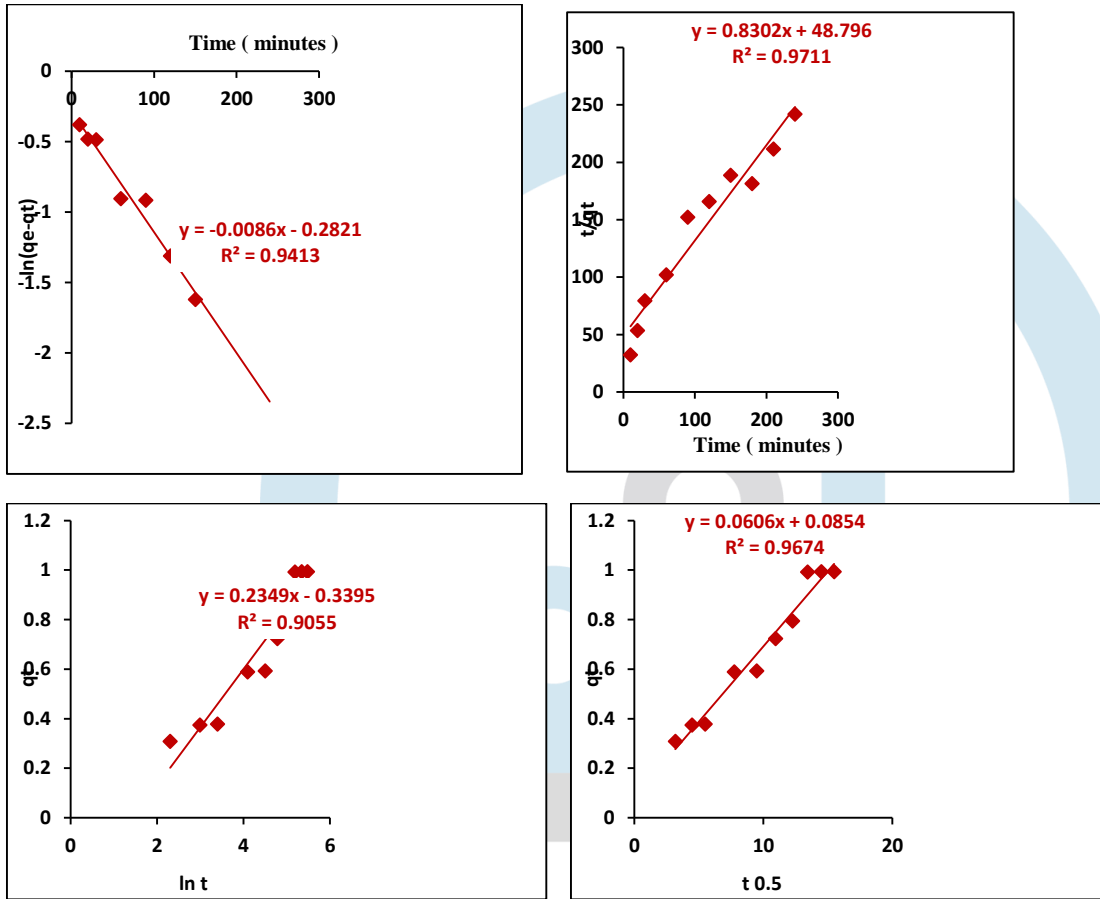 Time ( minutes )
0
0 100 200 300
-0.5
-1
-1.5
-2
-2.5
ln(qe-qt)
y = -0.0086x - 0.2821
R² = 0.9413
y = 0.8302x + 48.796
R² = 0.9711
300
250
200
150
100
50
0
t/qt
0 100 200 300
Time ( minutes )
1.2
1
0.8
0.6
0.4
0.2
0
qt
y = 0.2349x - 0.3395
R² = 0.9055
0 2 4 6
ln t
y = 0.0606x + 0.0854
R² = 0.9674
1.2
1
0.8
0.6
0.4
0.2
0
qt
0 10 20
t 0.5